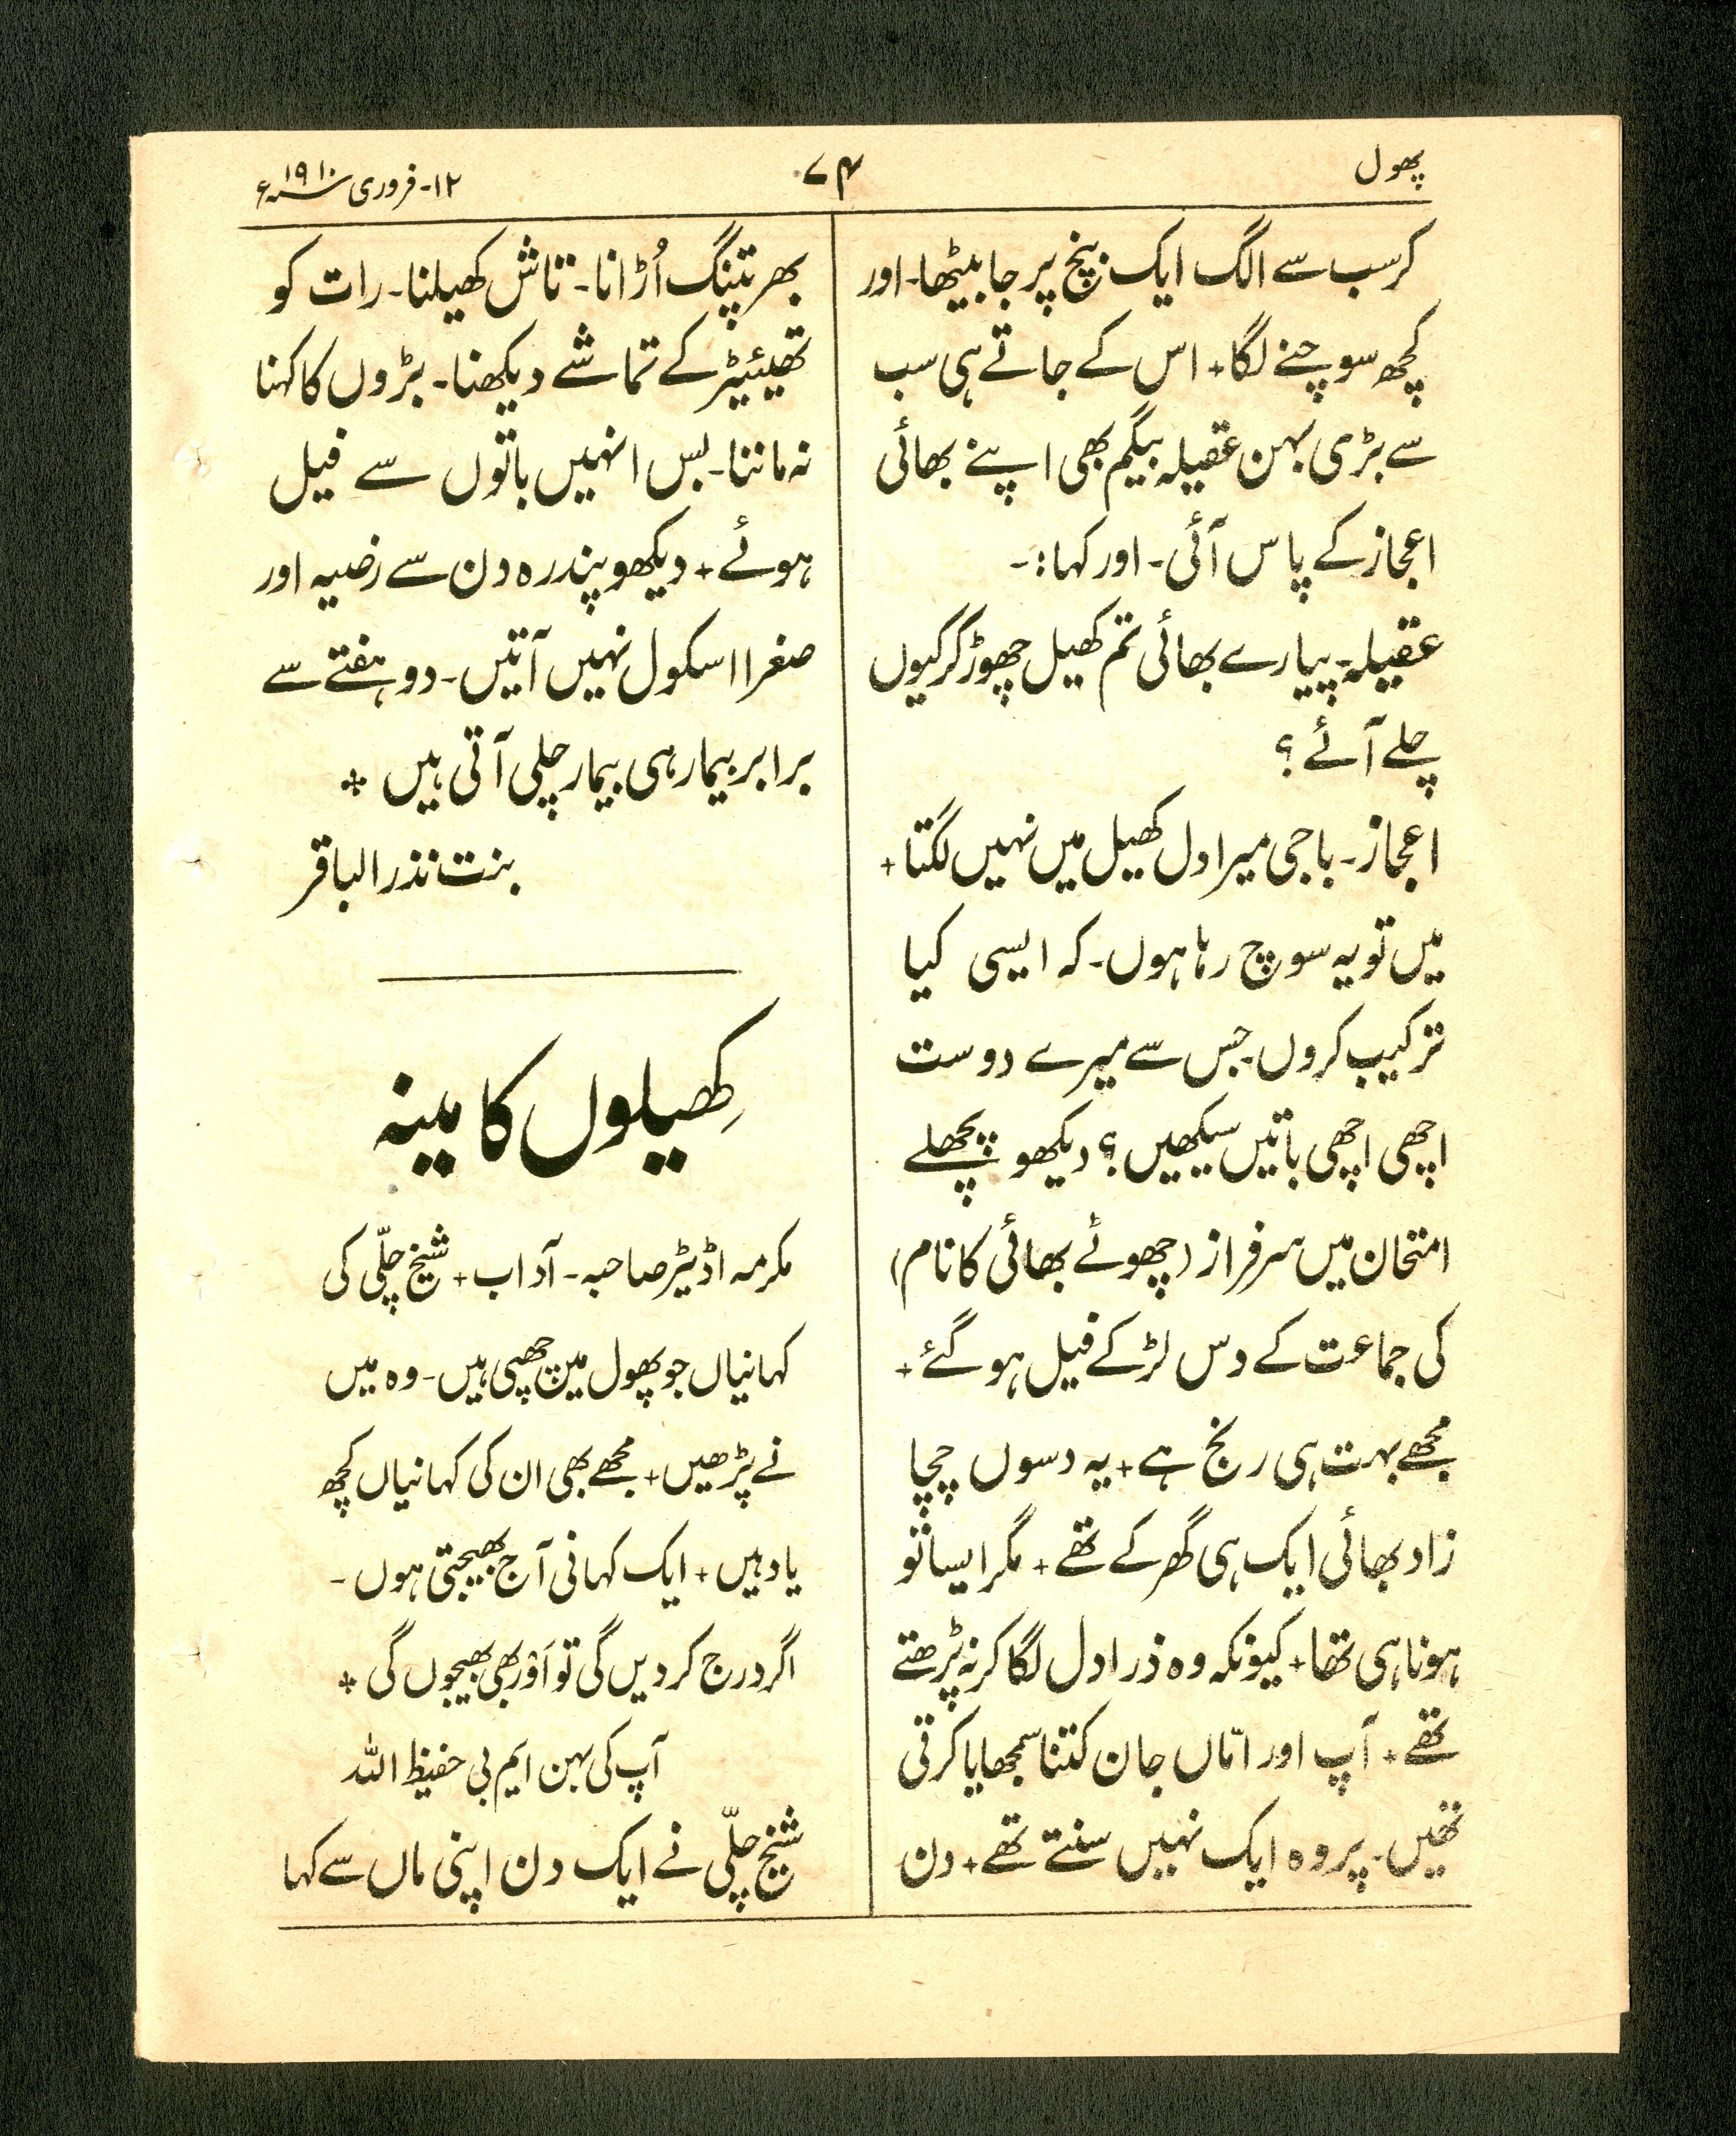 پھول
۷۴
۱۲-فروری ۱۹۱۰ء
کر سب سے الگ ایک بنچ پر جا بیٹھا۔ اور
کچھ سوچنے لگا+ اس کے جاتے ہی سب
سے بڑی بہن عقیلہ بیگم بھی اپنے بھائی
اعجاز کے پاس آئی۔ اور کہا:-
عقیلہ۔ پیارے بھائی تم کھیل چھوڑ کر کیوں
چلے آئے؟
اعجاز۔ باجی میرا دل کھیل میں نہیں لگتا+
میں تو یہ سوچ رہا ہوں۔ کہ ایسی کیا
ترکیب کروں۔ جس سے میرے دوست
اچھی اچھی باتیں سیکھیں؟ دیکھو پچھلے
امتحان میں سرفراز (چھوٹے بھائی کا نام)
کی جماعت کے دس لڑکے فیل ہو گئے+
مجھے بہت ہی رنج ہے+ یہ دسوں چچا
زاد بھائی ایک ہی گھر کے تھے+ مگر ایسا تو
ہونا ہی تھا+ کیونکہ وہ ذرا دل لگا کر نہ پڑھتے
تھے+ آپ اور اماں جان کتنا سمجھایا کرتی
تھیں۔ پر وہ ایک نہیں سنتے تھے+ دن
بھر پتنگ اُڑانا۔ تاش کھیلنا۔ رات کو
تھیئیٹر کے تماشے دیکھنا۔ بڑوں کا کہنا
نہ ماننا۔ بس انہیں باتوں سے فیل
ہوئے+ دیکھو پندرہ دن سے رضیہ اور
صغرا اسکول نہیں آتیں۔ دو ہفتے سے
برابر بیمار ہی بیمار چلی آتی ہیں *
بنت نذر الباقر
کھِیلوں کا مینہ
مکرمہ اڈیٹر صاحبہ۔ آداب+ شیخ چلّی کی
کہانیاں جو پھول میں چھپی ہیں۔ وہ میں
نے پڑھیں+ مجھے بھی ان کی کہانیاں کچھ
یاد ہیں+ ایک کہانی آج بھیجتی ہوں۔
اگر درج کر دیں گی تو اَور بھی بھیجوں گی *
آپ کی بہن ایم بی حفیظ اللہ
شیخ چلّی نے ایک دن اپنی ماں سے کہا